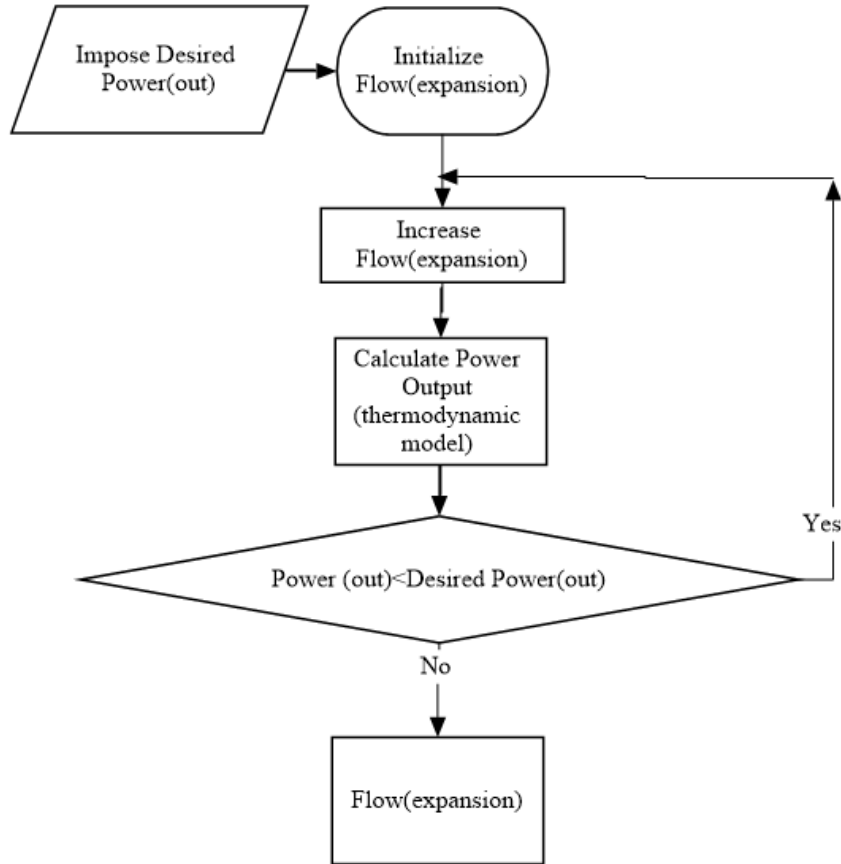 Impose Desired
Power(out)
Initialize
Flow(expansion)
Increase
Flow(expansion)
Calculate Power
Output
(thermodynamic
model)
Yes
Power (out)<Desired Power(out)
No
Flow(expansion)